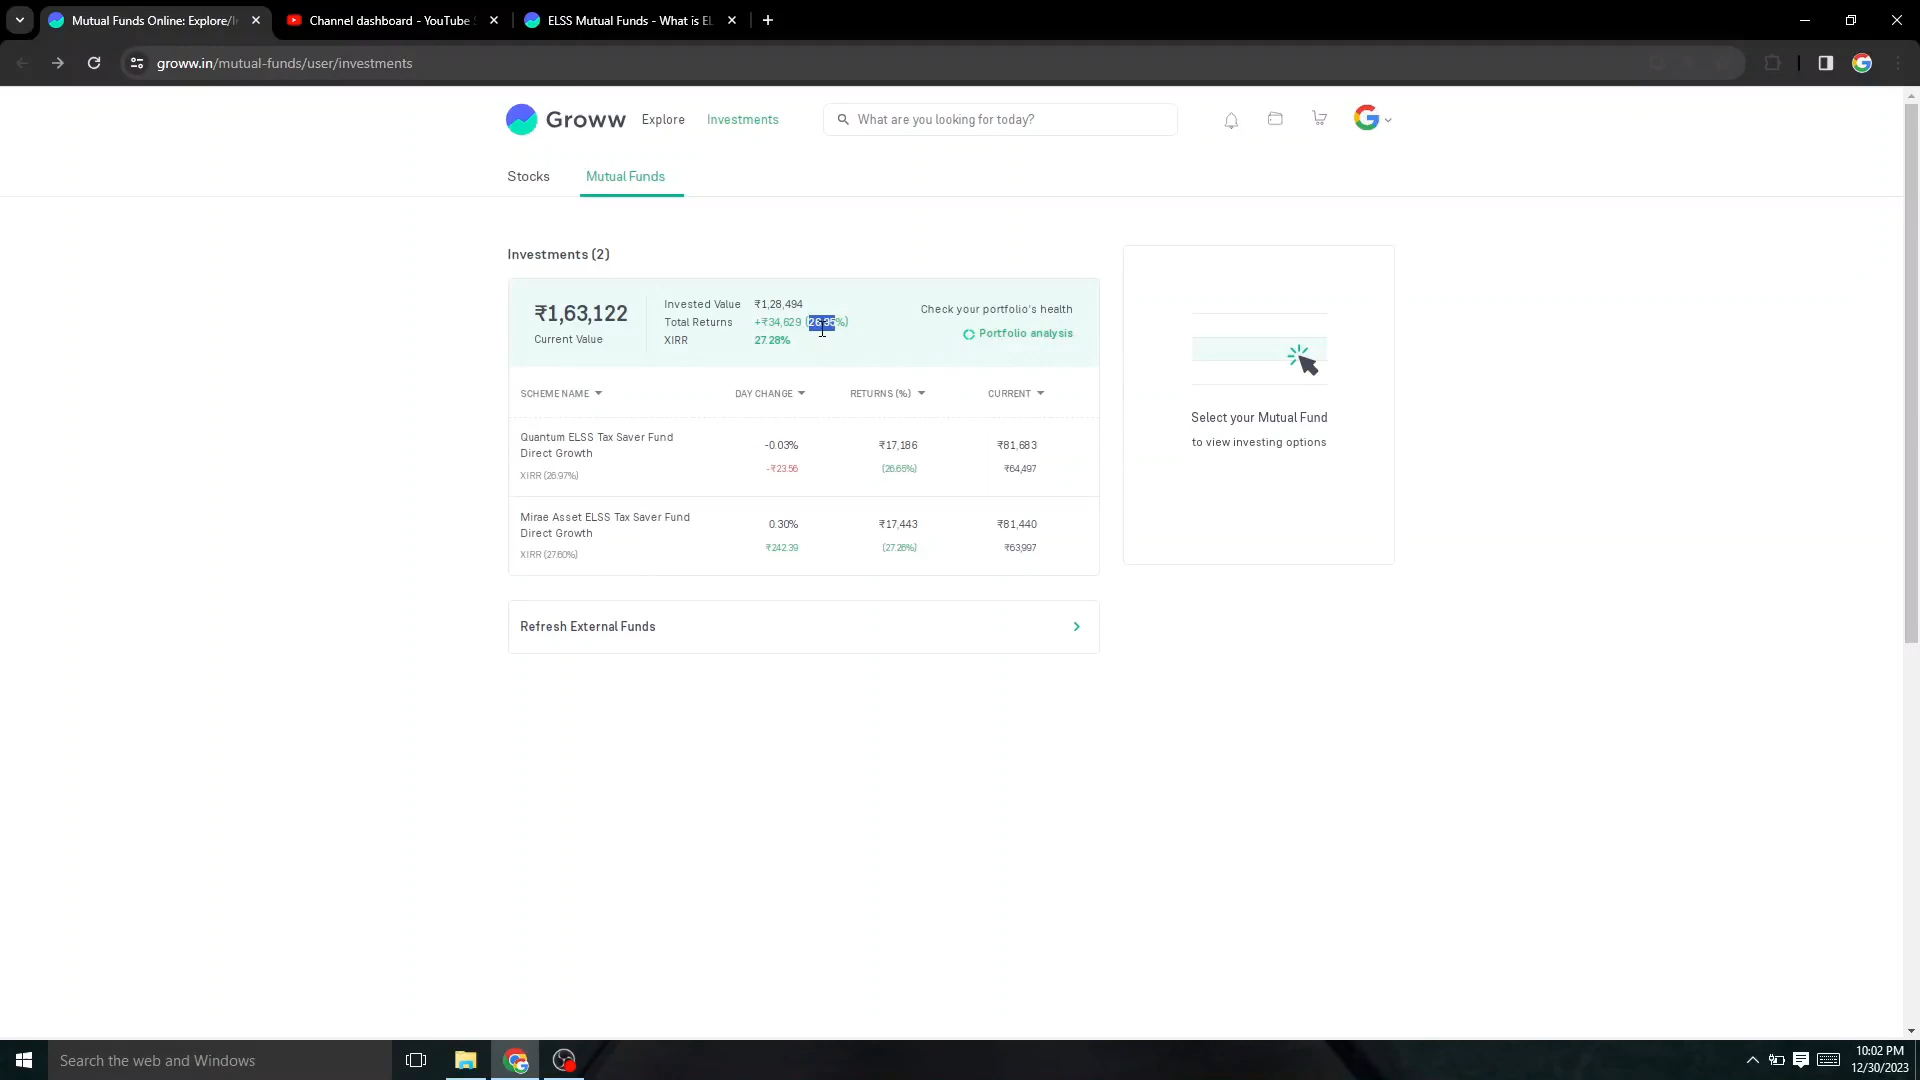 Mutual Funds Online: Explore/I
Channel dashboard - YouTube
ELSS Mutual Funds - What is EL
groww.in/mutual-funds/user/investments
Groww
Explore
Investments
What are you looking for today?
Stocks
Mutual Funds
Investments (2)
₹1,63,122
Current Value
Invested Value ₹1,28,494
Total Returns +₹34,629
XIRR 27.28%
Check your portfolio's health
Portfolio analysis
SCHEME NAME DAY CHANGE RETURNS (%) CURRENT
Quantum ELSS Tax Saver Fund
Direct Growth
XIRR (26.97%)
-0.03%
-₹23.56
₹17,186
(26.65%)
₹81,683
₹64,497
Mirae Asset ELSS Tax Saver Fund
Direct Growth
XIRR (27.60%)
0.30%
₹242.39
₹17,443
(27.26%)
₹81,440
₹63,997
Refresh External Funds
Select your Mutual Fund
to view investing options
Search the web and Windows
10:02 PM
12/30/2023